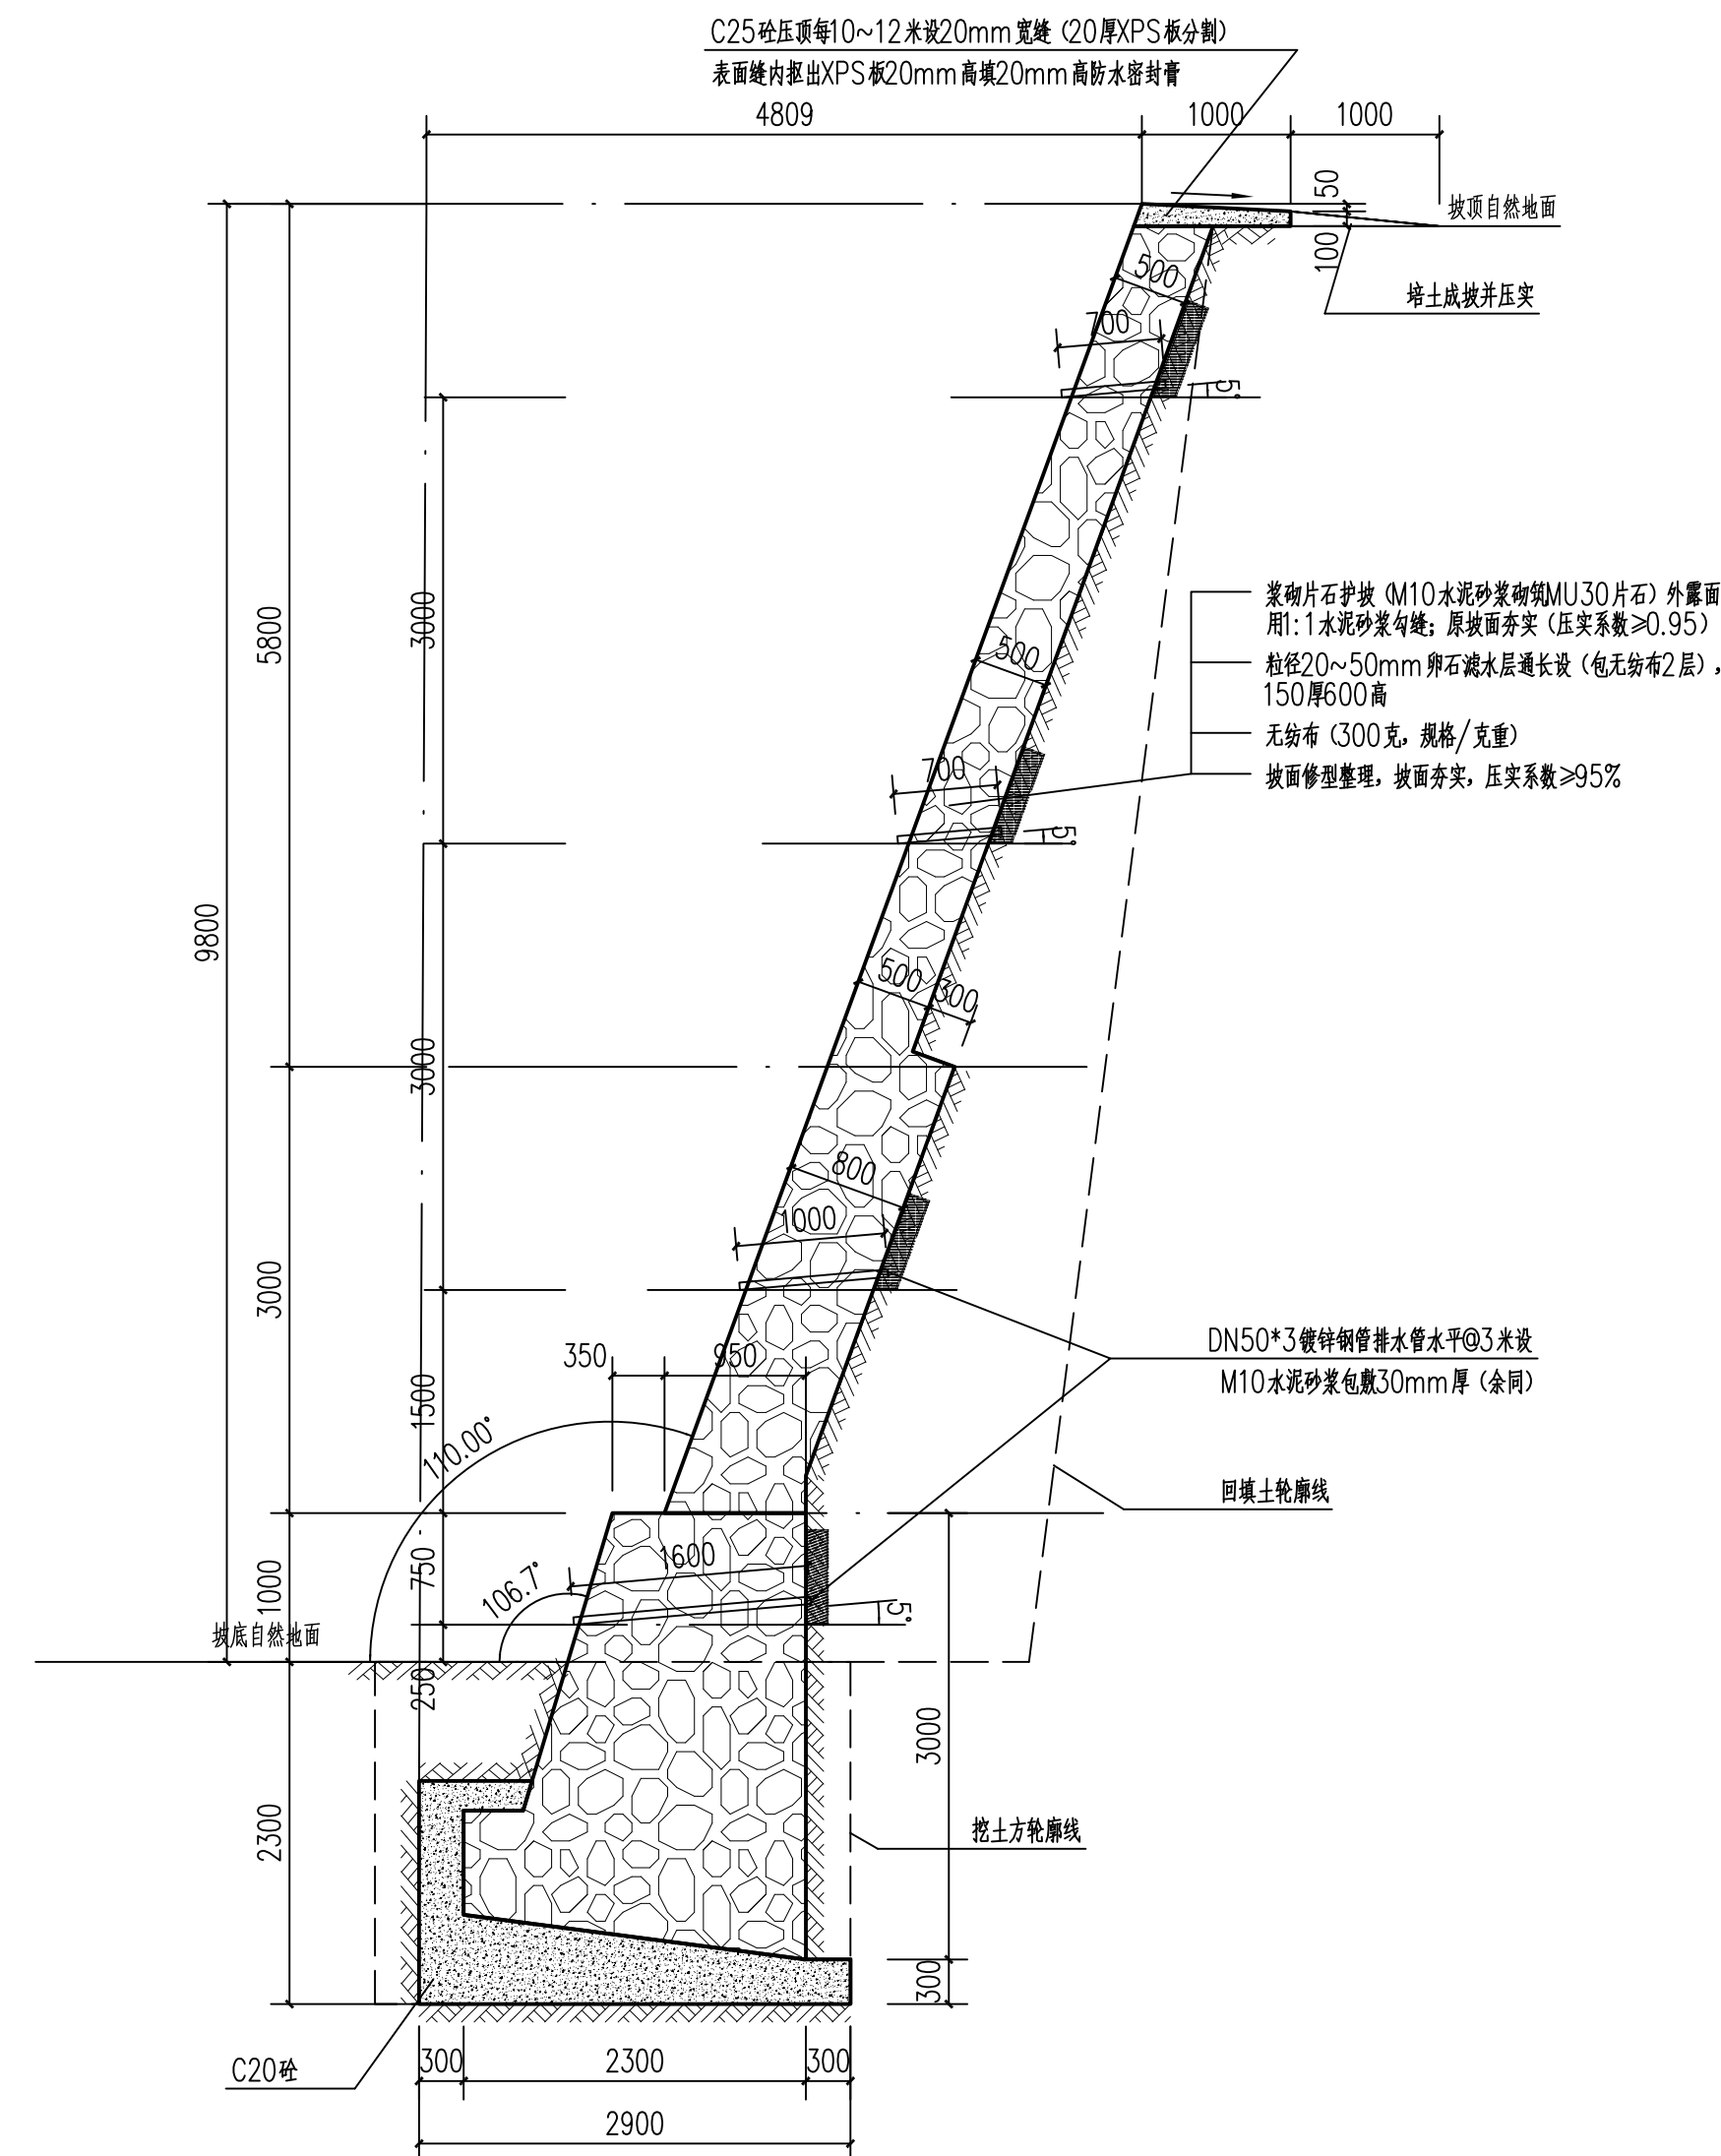 C25砼压顶每10~12米设20mm宽缝（20厚XPS板分割）
表面缝内抠出XPS板20mm高填20mm高防水密封膏
4809
1000
1000
50
坡顶自然地面
100
培土成坡并压实
500
700
5°
5800
3000
浆砌片石护坡（M10水泥砂浆砌筑MU30片石）外露面
用1:1水泥砂浆勾缝；原坡面夯实（压实系数≥0.95）
粒径20~50mm卵石滤水层通长设（包无纺布2层），
150厚600高
无纺布（300克，规格/克重）
坡面修型整理，坡面夯实，压实系数≥95%
500
700
5°
9800
500
300
3000
800
1000
3000
DN50*3镀锌钢管排水管水平@3米设
M10水泥砂浆包敷30mm厚（余同）
350
950
1500
110.00°
回填土轮廓线
1600
750
106.7°
1000
5°
坡底自然地面
250
3000
2300
挖土方轮廓线
300
C20砼
300
2300
300
2900